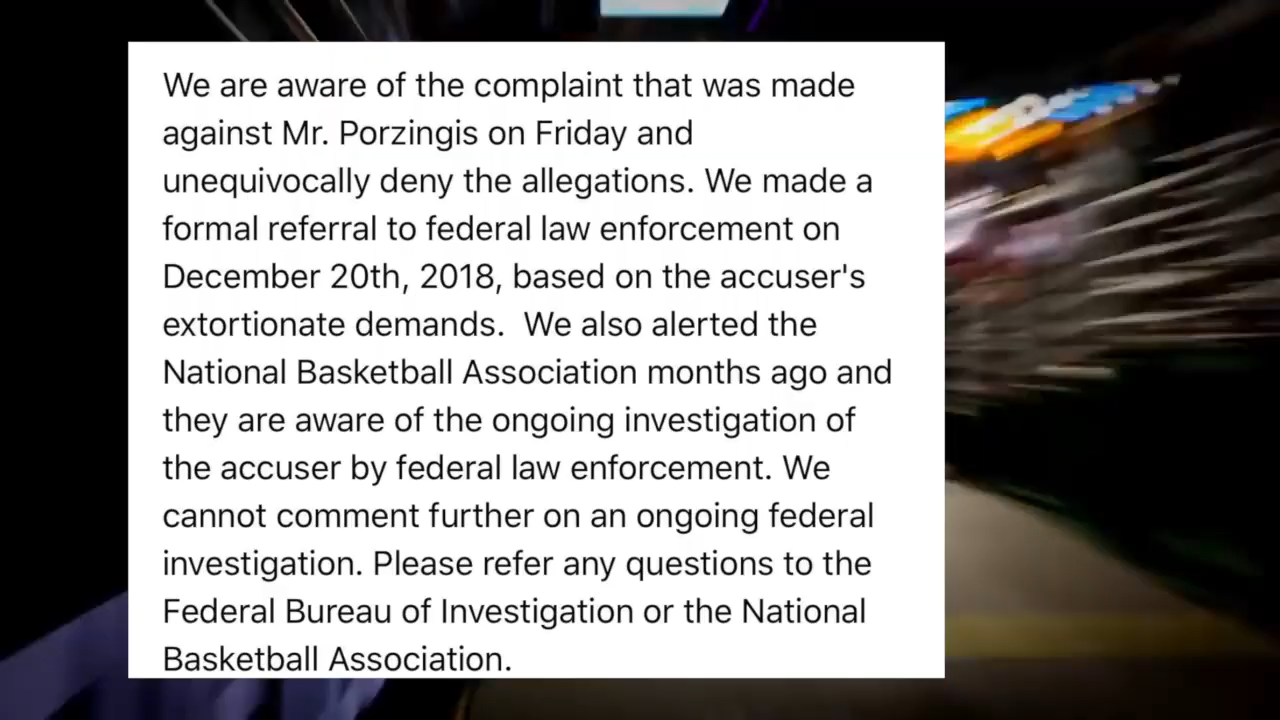 We are aware of the complaint that was made
against Mr. Porzingis on Friday and
unequivocally deny the allegations. We made a
formal referral to federal law enforcement on
December 20th, 2018, based on the accuser's
extortionate demands.  We also alerted the
National Basketball Association months ago and
they are aware of the ongoing investigation of
the accuser by federal law enforcement. We
cannot comment further on an ongoing federal
investigation. Please refer any questions to the
Federal Bureau of Investigation or the National
Basketball Association.